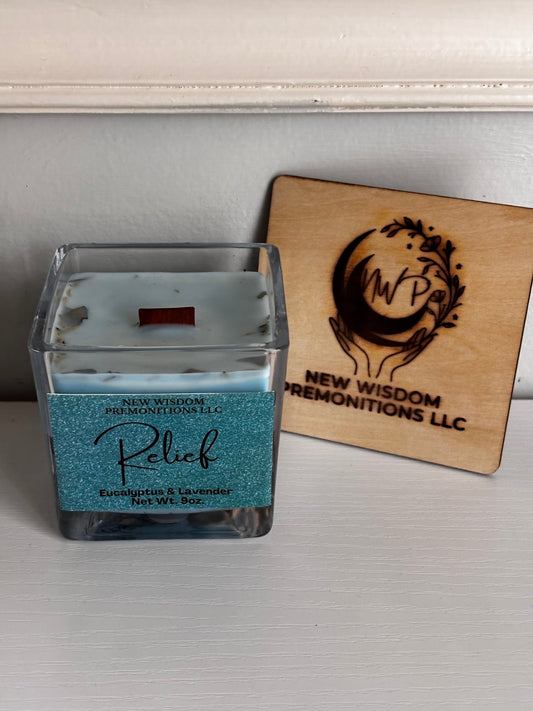 NEW WISDOM
PREMONITIONS LLC
Relief
Eucalyptus & Lavender
Net Wt. 9oz.
NWP
NEW WISDOM
PREMONITIONS LLC